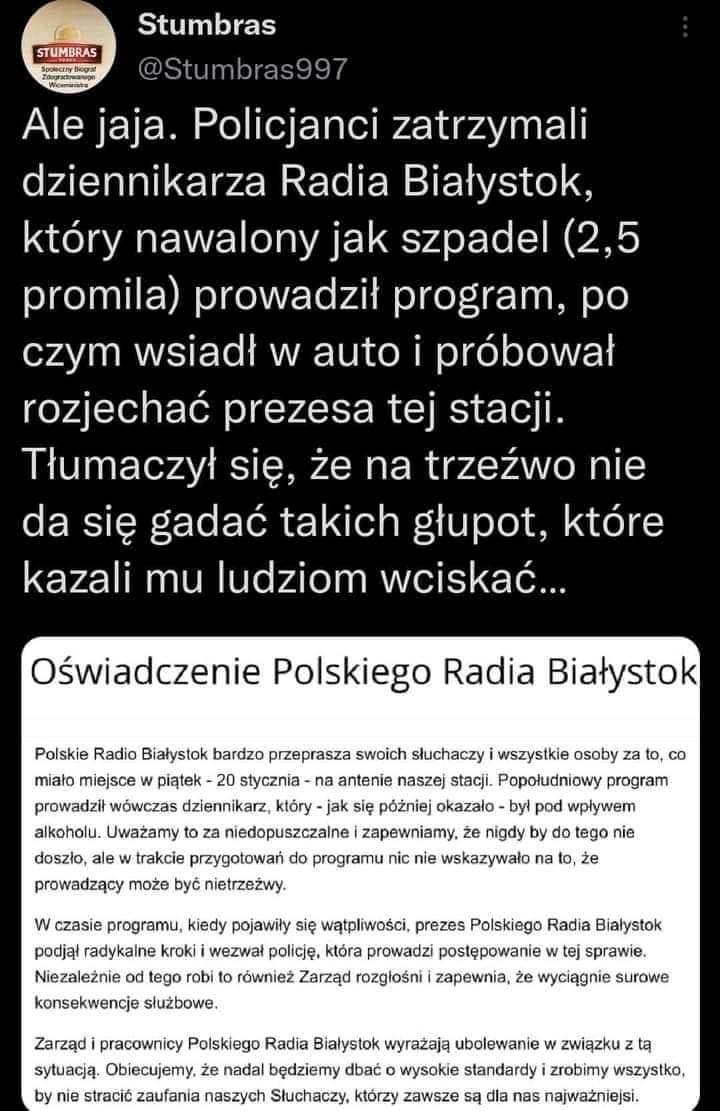 Stumbras
@Stumbras997
STUMBRAS
Społeczny Biograf
Zdegradowanego
Wiceministra
Ale jaja. Policjanci zatrzymali
dziennikarza Radia Białystok,
który nawalony jak szpadel (2,5
promila) prowadził program, po
czym wsiadł w auto i próbował
rozjechać prezesa tej stacji.
Tłumaczył się, że na trzeźwo nie
da się gadać takich głupot, które
kazali mu ludziom wciskać...
Oświadczenie Polskiego Radia Białystok
Polskie Radio Białystok bardzo przeprasza swoich słuchaczy i wszystkie osoby za to, co
miało miejsce w piątek - 20 stycznia - na antenie naszej stacji. Popołudniowy program
prowadził wówczas dziennikarz, który - jak się później okazało - był pod wpływem
alkoholu. Uważamy to za niedopuszczalne i zapewniamy, że nigdy by do tego nie
doszło, ale w trakcie przygotowań do programu nic nie wskazywało na to, że
prowadzący może być nietrzeźwy.
W czasie programu, kiedy pojawiły się wątpliwości, prezes Polskiego Radia Białystok
podjął radykalne kroki i wezwał policję, która prowadzi postępowanie w tej sprawie.
Niezależnie od tego robi to również Zarząd rozgłośni i zapewnia, że wyciągnie surowe
konsekwencje służbowe.
Zarząd i pracownicy Polskiego Radia Białystok wyrażają ubolewanie w związku z tą
sytuacją. Obiecujemy, że nadal będziemy dbać o wysokie standardy i zrobimy wszystko,
by nie stracić zaufania naszych Słuchaczy, którzy zawsze są dla nas najważniejsi.